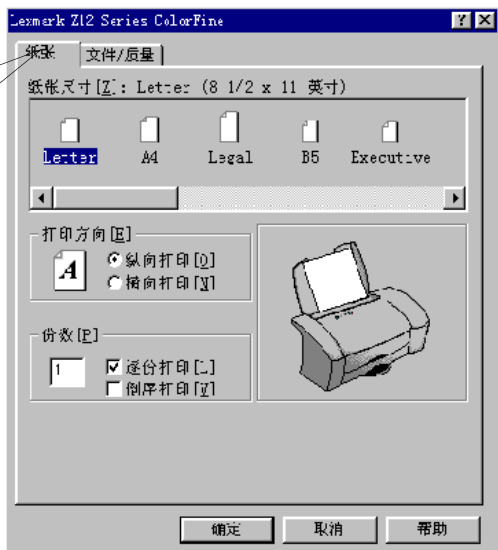 Lexmark Z12 Series ColorFine
纸张 文件/质量
纸张尺寸[Z]: Letter (8 1/2 x 11 英寸)
Letter A4 Legal B5 Executive
打印方向[E]
A
纵向打印[O]
横向打印[N]
份数[P]
1
逐份打印[L]
倒序打印[V]
确定 取消 帮助